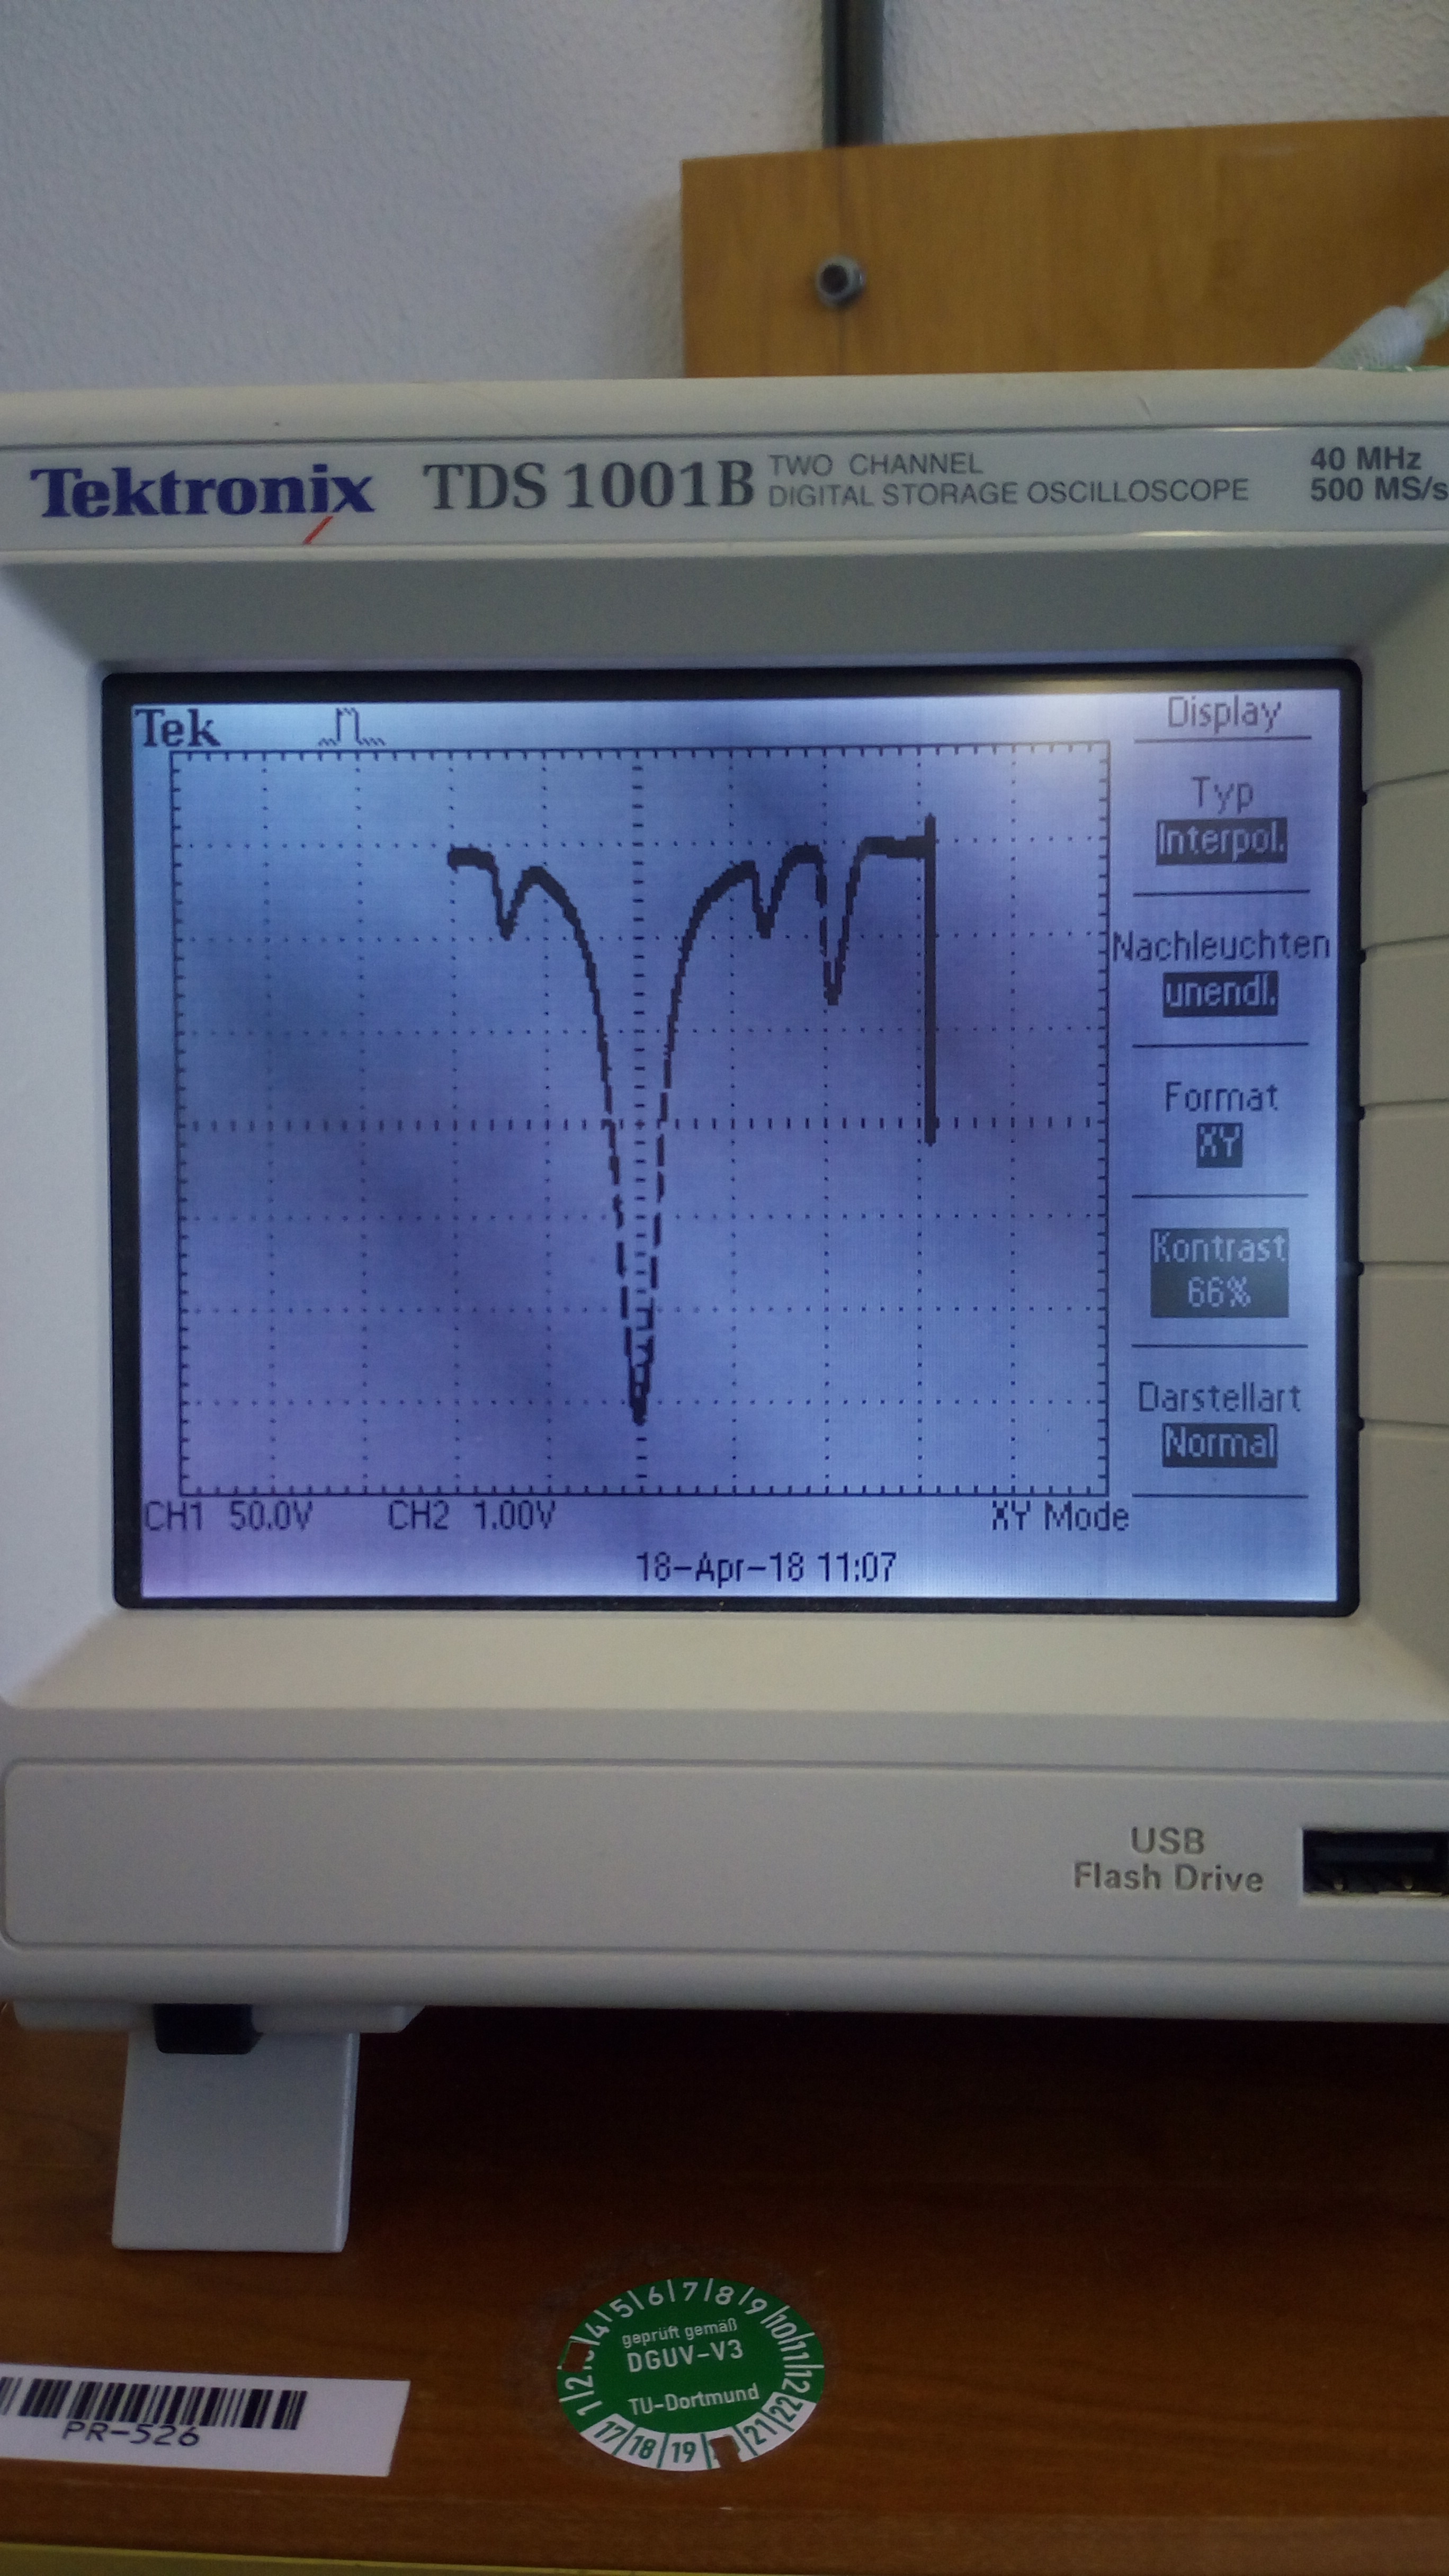 Tektronix TDS 1001B TWO CHANNEL
DIGITAL STORAGE OSCILLOSCOPE
40 MHz
500 MS/s
Tek
Display
Typ
Interpol.
Nachleuchten
unendl.
Format
XY
Kontrast
66%
Darstellart
Normal
CH1 50.0V CH2 1.00V XY Mode
18-Apr-18 11:07
USB
Flash Drive
1 2 3 4 5 6 7 8 9 10 11 12
geprüft gemäß
DGUV-V3
TU-Dortmund
17 18 19 21 22
PR-526